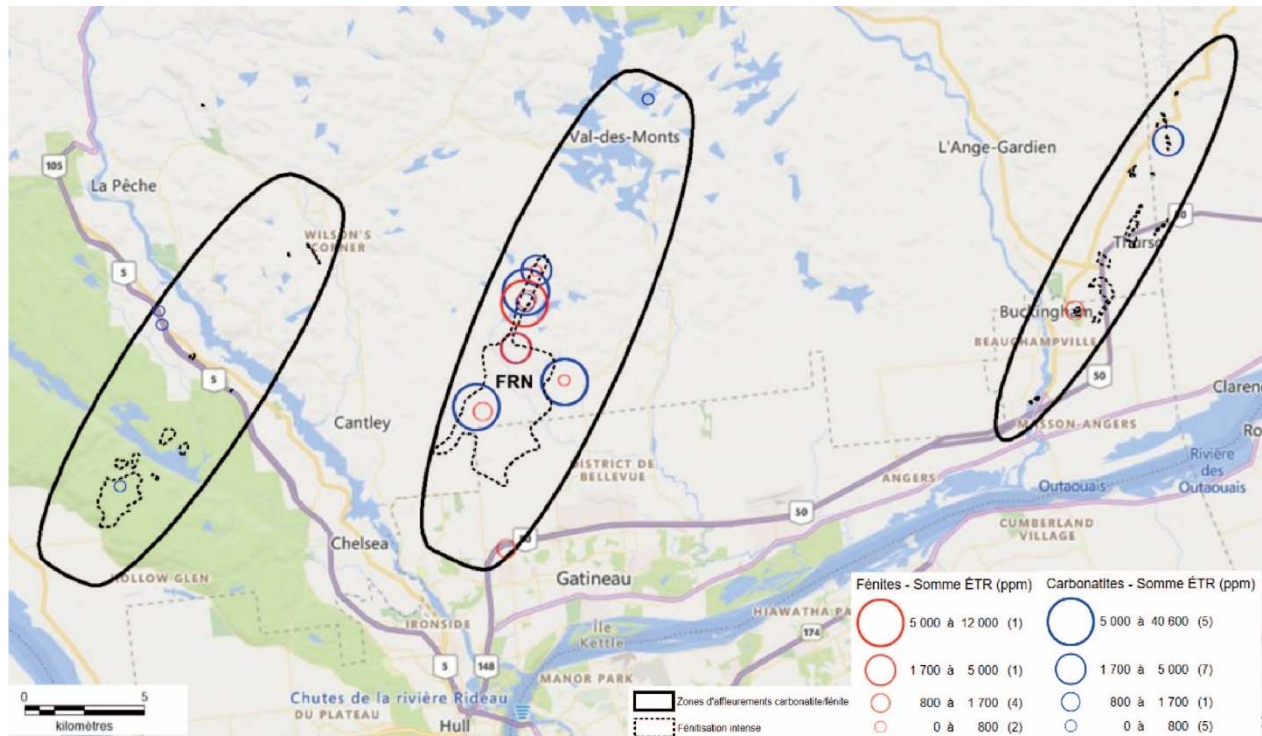 Val-des-Monts
L'Ange-Gardien
105
La Pêche
WILSON'S
CORNER
5
50
Thurso
Buckingham
BEAUCHAMPVILLE
FRN
5
50
Cantley
MASSON-ANGERS
DISTRICT DE
BELLEVUE
ANGERS
Rivière
des
Outaouais
Outaouais
50
CUMBERLAND
VILLAGE
Chelsea
50
HOLLOW GLEN
Gatineau
IRONSIDE
Île
Kettle
HIAWATHA PA
174
5
148
MANOR PARK
Chutes de la rivière Rideau
DU PLATEAU
Hull
0 5
kilomètres
Zones d'affleurements carbonatite/fénite
Fénitisation intense
Fénites - Somme ÉTR (ppm)
5 000 à 12 000 (1)
1 700 à 5 000 (1)
800 à 1 700 (4)
0 à 800 (2)
Carbonatites - Somme ÉTR (ppm)
5 000 à 40 600 (5)
1 700 à 5 000 (7)
800 à 1 700 (1)
0 à 800 (5)